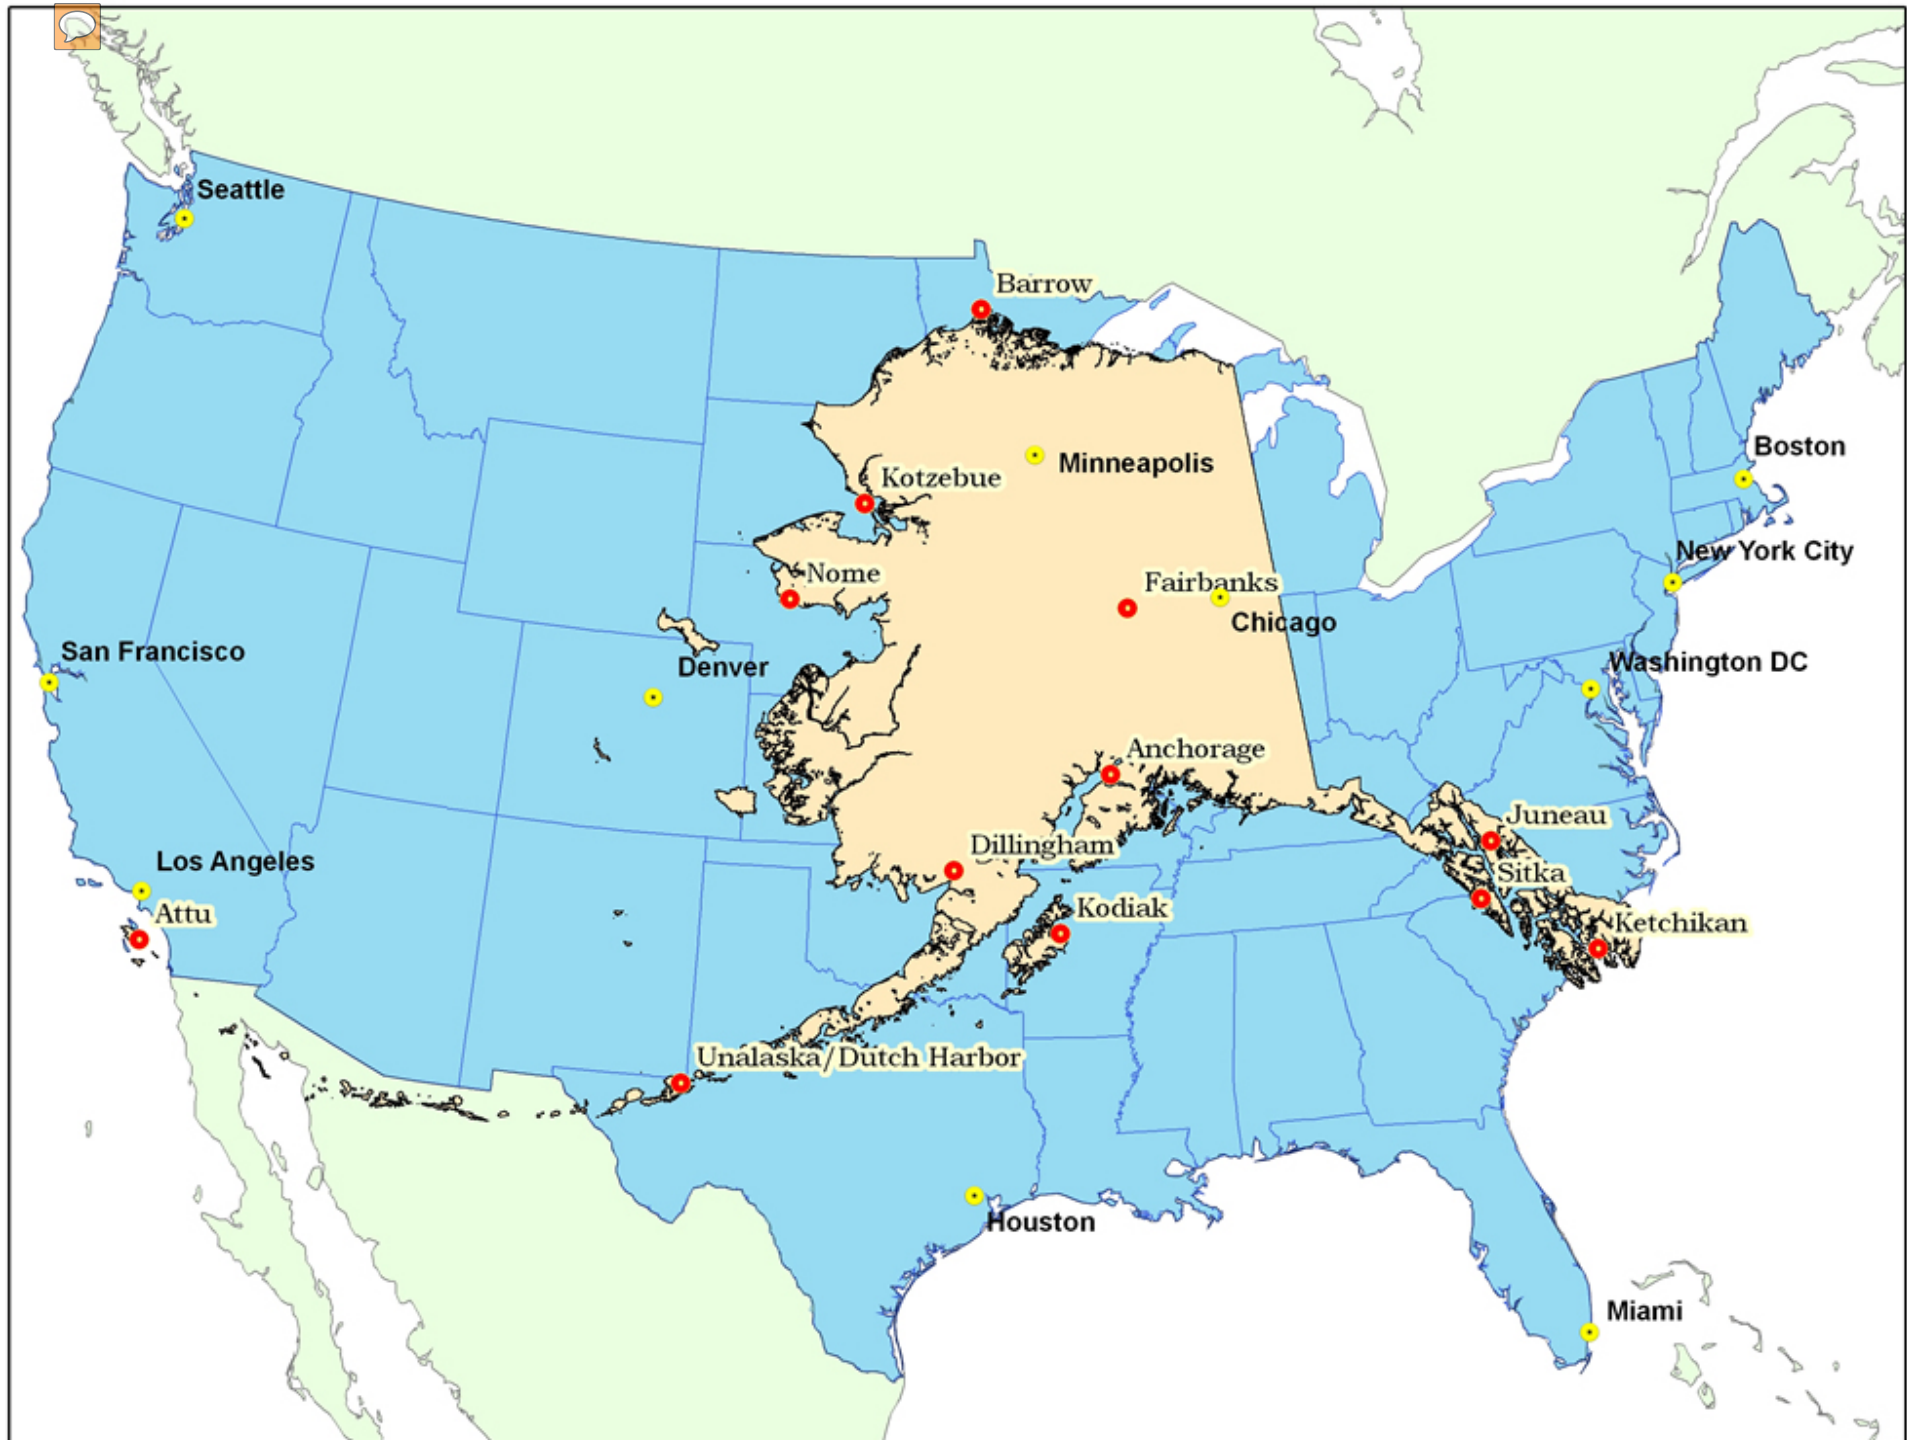 Seattle
Barrow
Boston
Minneapolis
Kotzebue
New York City
Nome
Fairbanks
Chicago
San Francisco
Denver
Washington DC
Anchorage
Juneau
Dillingham
Los Angeles
Sitka
Attu
Kodiak
Ketchikan
Unalaska/Dutch Harbor
Houston
Miami